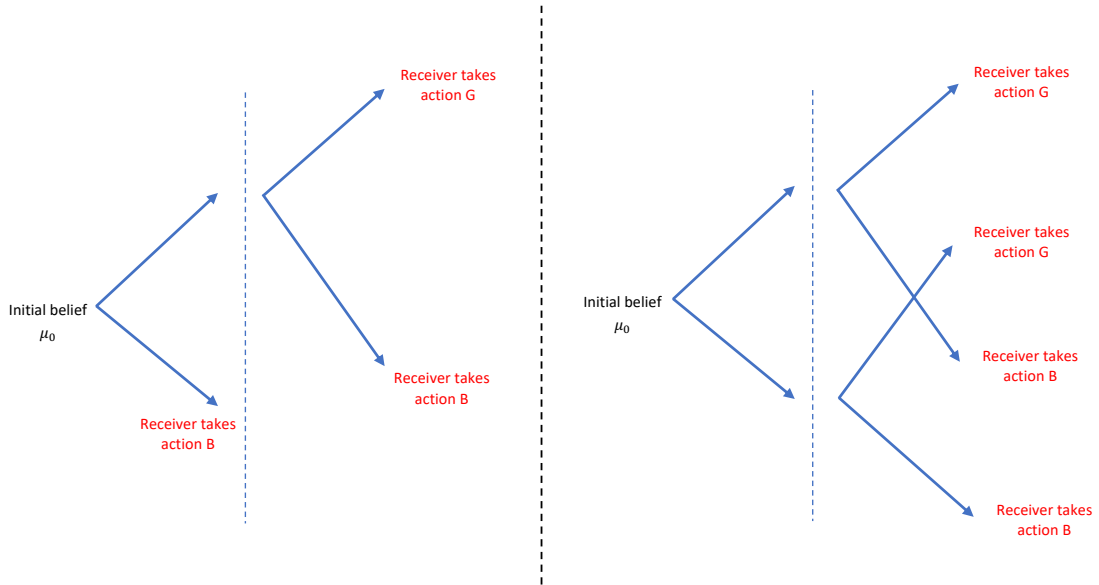 Receiver takes
action G
Initial belief
μ₀
Receiver takes
action B
Receiver takes
action B
Receiver takes
action G
Receiver takes
action G
Initial belief
μ₀
Receiver takes
action B
Receiver takes
action B